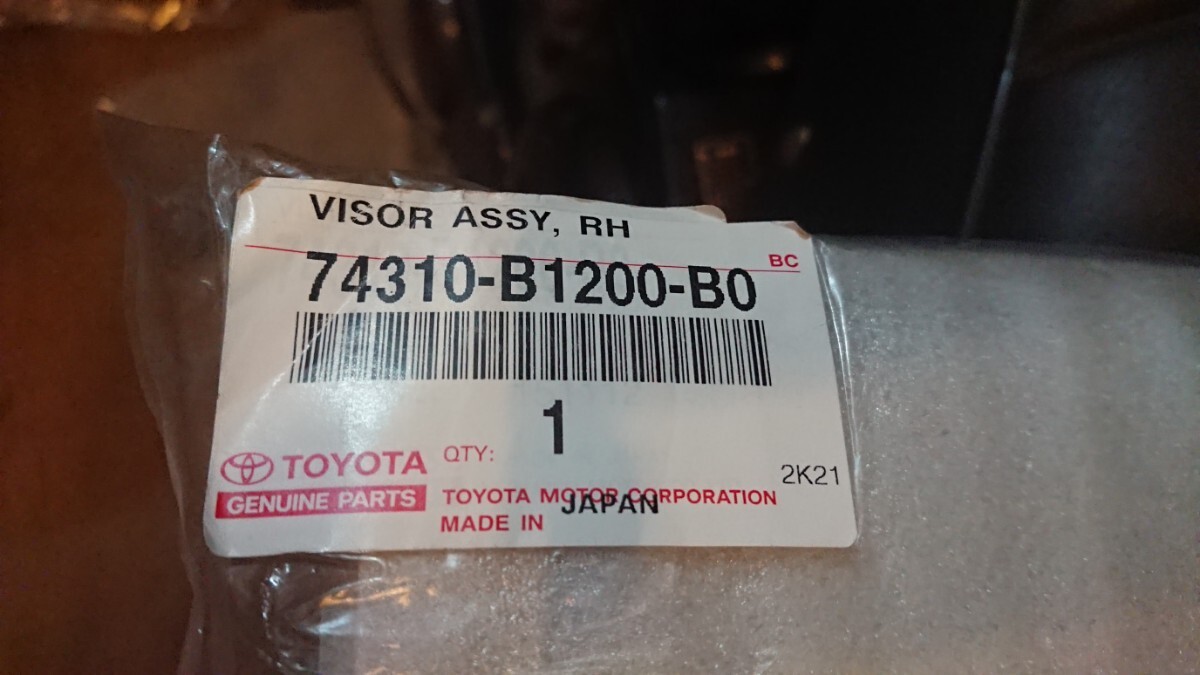 VISOR ASSY, RH
BC
74310-B1200-B0
1
QTY:
TOYOTA
GENUINE PARTS
2K21
TOYOTA MOTOR CORPORATION
MADE IN JAPAN